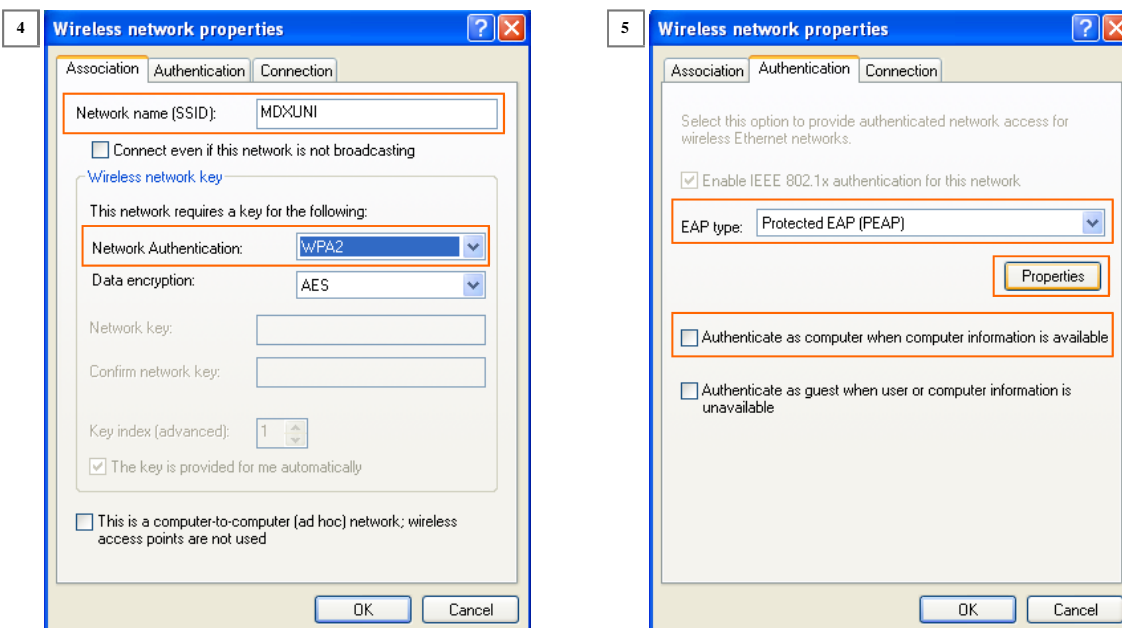 4
Wireless network properties
Association Authentication Connection
Network name (SSID): MDXUNI
Connect even if this network is not broadcasting
Wireless network key
This network requires a key for the following:
Network Authentication: WPA2
Data encryption: AES
Network key:
Confirm network key:
Key index (advanced): 1
The key is provided for me automatically
This is a computer-to-computer (ad hoc) network; wireless
access points are not used
OK Cancel
5
Wireless network properties
Association Authentication Connection
Select this option to provide authenticated network access for
wireless Ethernet networks.
Enable IEEE 802.1x authentication for this network
EAP type: Protected EAP (PEAP)
Properties
Authenticate as computer when computer information is available
Authenticate as guest when user or computer information is
unavailable
OK Cancel